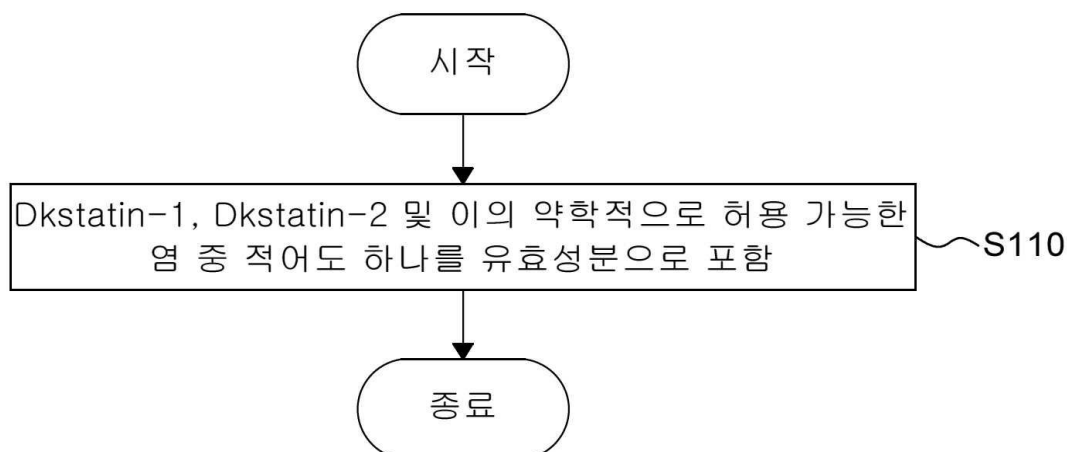 시작
Dkstatin-1, Dkstatin-2 및 이의 약학적으로 허용 가능한
염 중 적어도 하나를 유효성분으로 포함
S110
종료